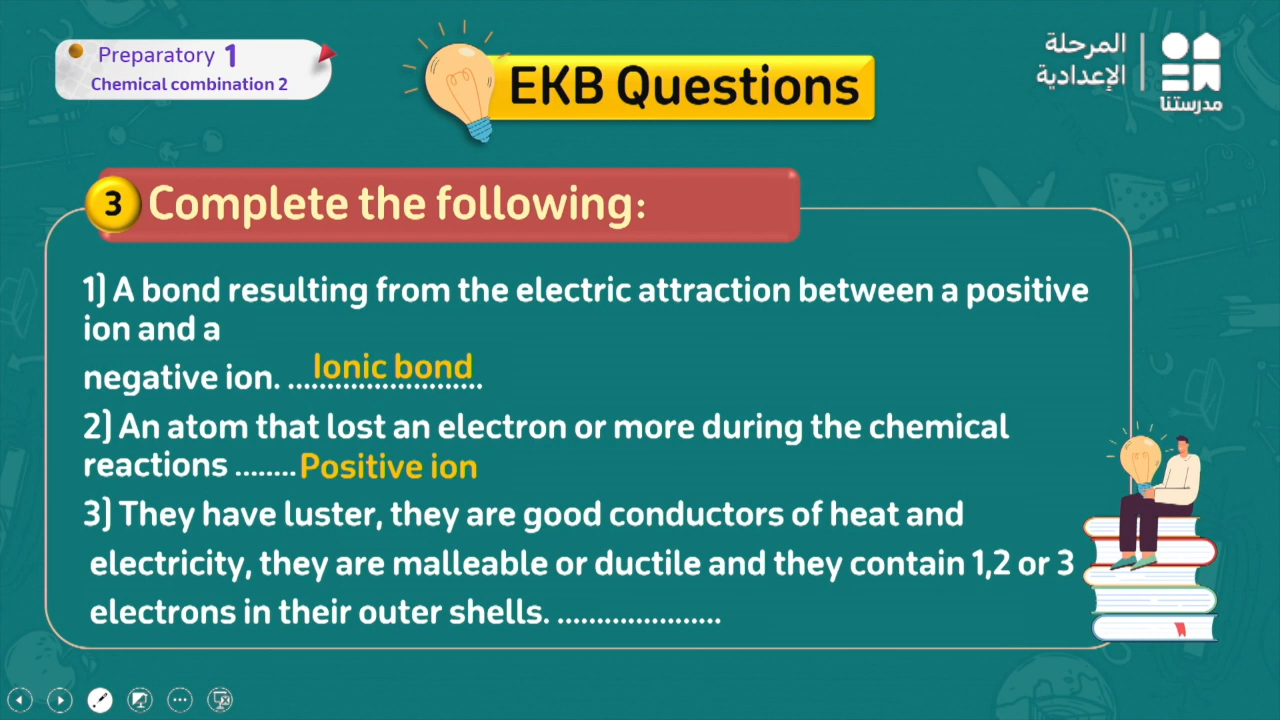 Preparatory 1
Chemical combination 2
EKB Questions
المرحلة
الإعدادية
مدرستنا
3 Complete the following:
1) A bond resulting from the electric attraction between a positive
ion and a
negative ion. ........................ Ionic bond
2) An atom that lost an electron or more during the chemical
reactions ........Positive ion
3) They have luster, they are good conductors of heat and
electricity, they are malleable or ductile and they contain 1,2 or 3
electrons in their outer shells. .....................